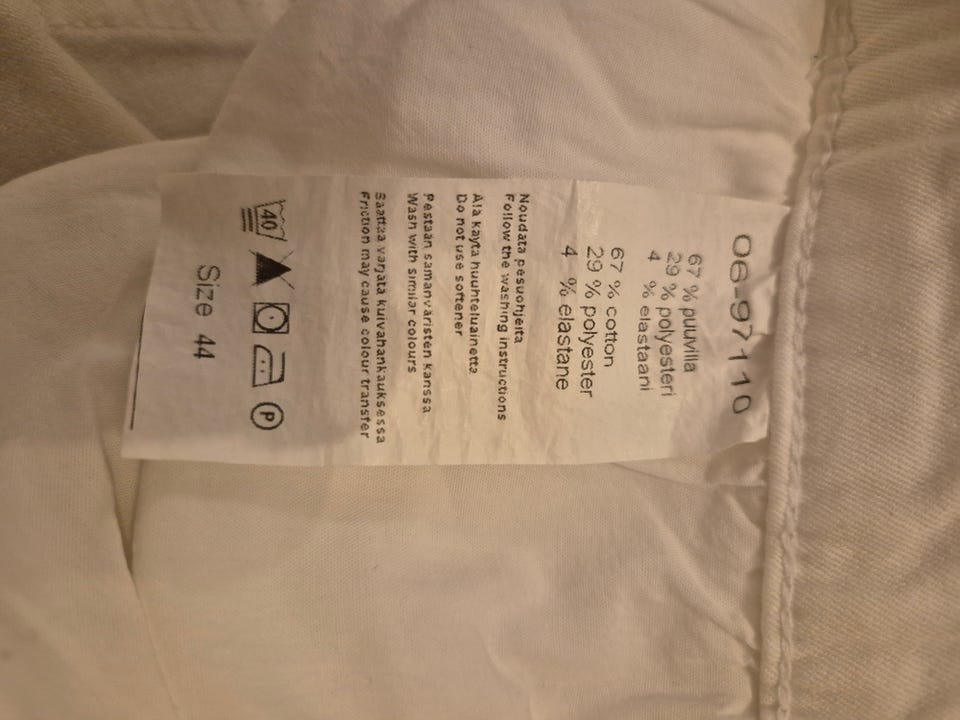 06-97110
67 % puuvilla
29 % polyesteri
4 % elastaani
67 % cotton
29 % polyester
4 % elastane
Noudata pesuohjeita
Follow the washing instructions
Älä käytä huuhteluainetta
Do not use softener
Pestään samanväristen kanssa
Wash with similar colours
Saattaa värjätä kuivahankauksessa
Friction may cause colour transfer
40
P
Size 44